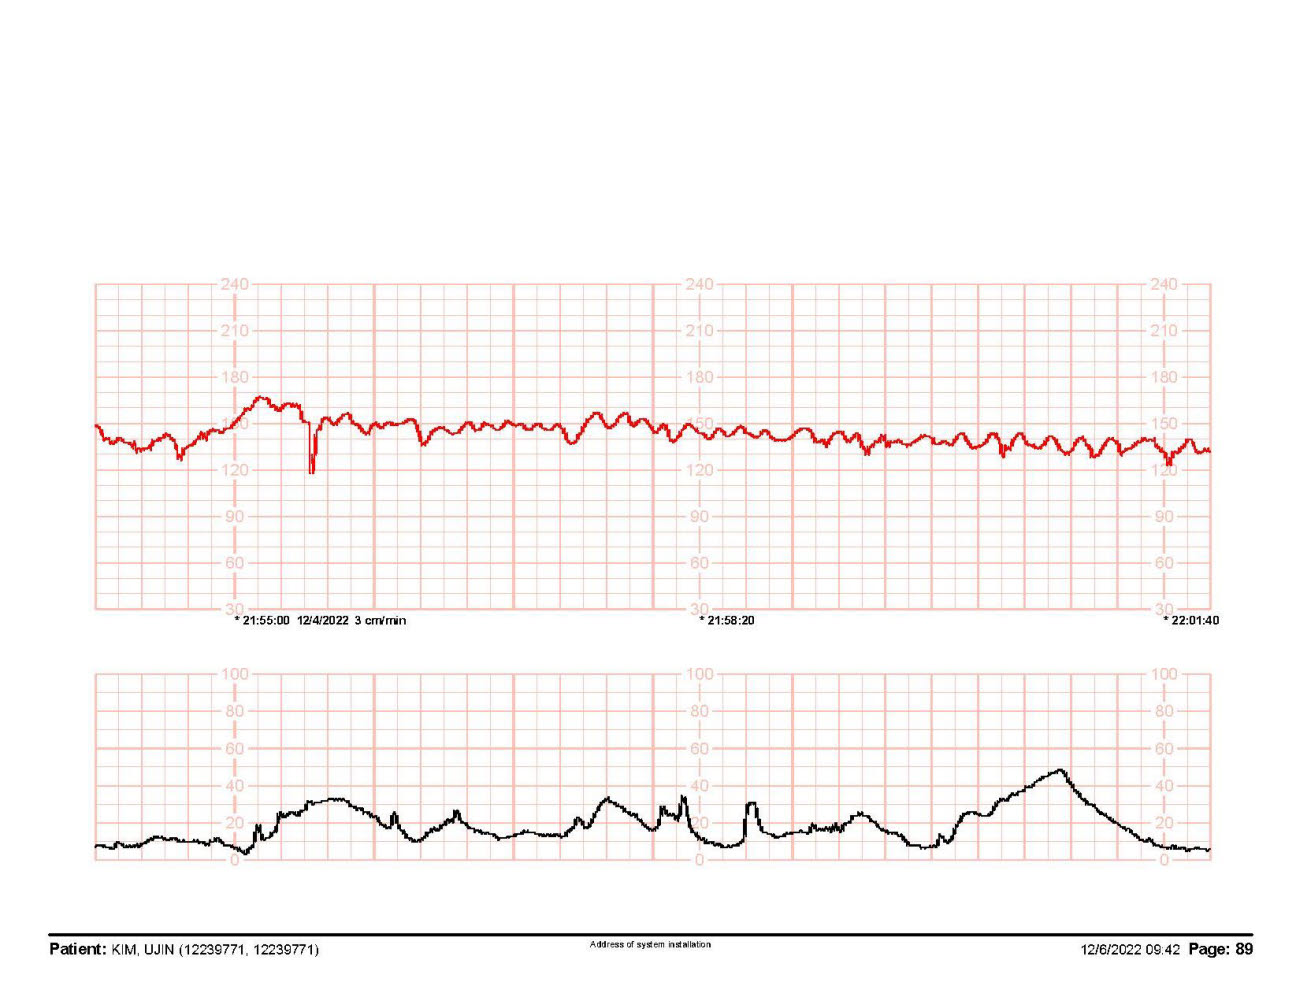 240 240 240
210 210 210
180 180 180
150 150 150
120 120 120
90 90 90
60 60 60
30 30 30
* 21:55:00 12/4/2022 3 cm/min * 21:58:20 * 22:01:40
100 100 100
80 80 80
60 60 60
40 40 40
20 20 20
0 0 0
Patient: KIM, UJIN (12239771, 12239771) Address of system installation 12/6/2022 09:42 Page: 89